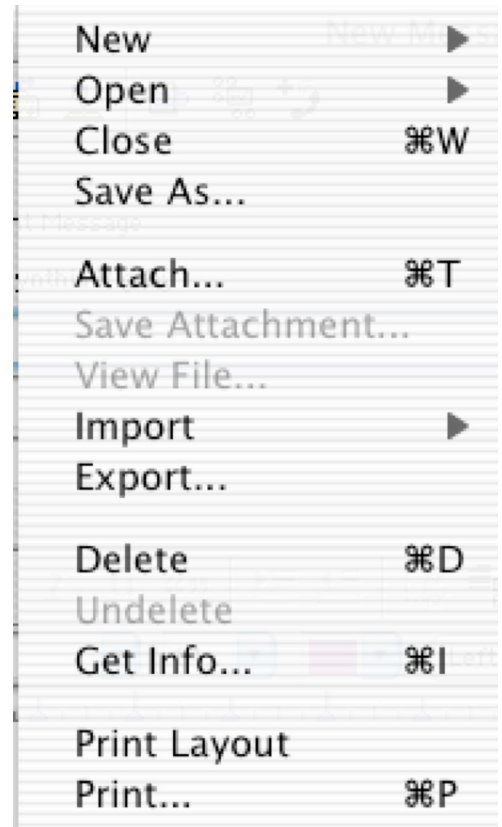 New ▶
Open ▶
Close ⌘W
Save As...
Attach... ⌘T
Save Attachment...
View File...
Import ▶
Export...
Delete ⌘D
Undelete
Get Info... ⌘I
Print Layout
Print... ⌘P